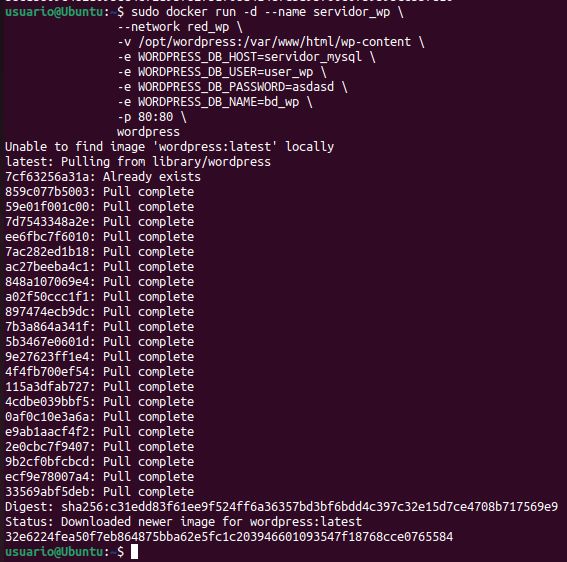 usuario@Ubuntu:~$ sudo docker run -d --name servidor_wp \
--network red_wp \
-v /opt/wordpress:/var/www/html/wp-content \
-e WORDPRESS_DB_HOST=servidor_mysql \
-e WORDPRESS_DB_USER=user_wp \
-e WORDPRESS_DB_PASSWORD=asdasd \
-e WORDPRESS_DB_NAME=bd_wp \
-p 80:80 \
wordpress
Unable to find image 'wordpress:latest' locally
latest: Pulling from library/wordpress
7cf63256a31a: Already exists
859c077b5003: Pull complete
59e01f001c00: Pull complete
7d7543348a2e: Pull complete
ee6fbc7f6010: Pull complete
7ac282ed1b18: Pull complete
ac27beeba4c1: Pull complete
848a107069e4: Pull complete
a02f50ccc1f1: Pull complete
897474ecb9dc: Pull complete
7b3a864a341f: Pull complete
5b3467e0601d: Pull complete
9e27623ff1e4: Pull complete
4f4fb700ef54: Pull complete
115a3dfab727: Pull complete
4cdbe039bbf5: Pull complete
0af0c10e3a6a: Pull complete
e9ab1aacf4f2: Pull complete
2e0cbc7f9407: Pull complete
9b2cf0bfcbcd: Pull complete
ecf9e78007a4: Pull complete
33569abf5deb: Pull complete
Digest: sha256:c31edd83f61ee9f524ff6a36357bd3bf6bdd4c397c32e15d7ce4708b717569e9
Status: Downloaded newer image for wordpress:latest
32e6224fea50f7eb864875bba62e5fc1c203946601093547f18768cce0765584
usuario@Ubuntu:~$